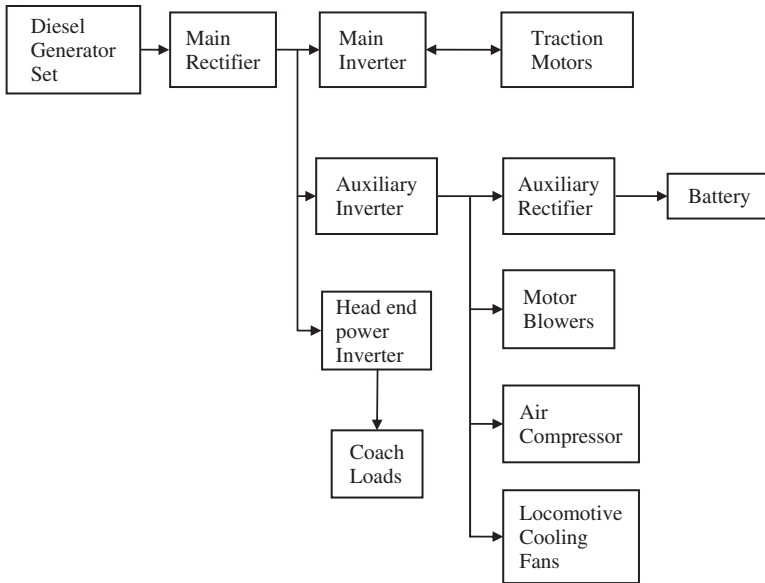 Diesel
Generator
Set
Main
Rectifier
Main
Inverter
Traction
Motors
Auxiliary
Inverter
Auxiliary
Rectifier
Battery
Head end
power
Inverter
Motor
Blowers
Coach
Loads
Air
Compressor
Locomotive
Cooling
Fans